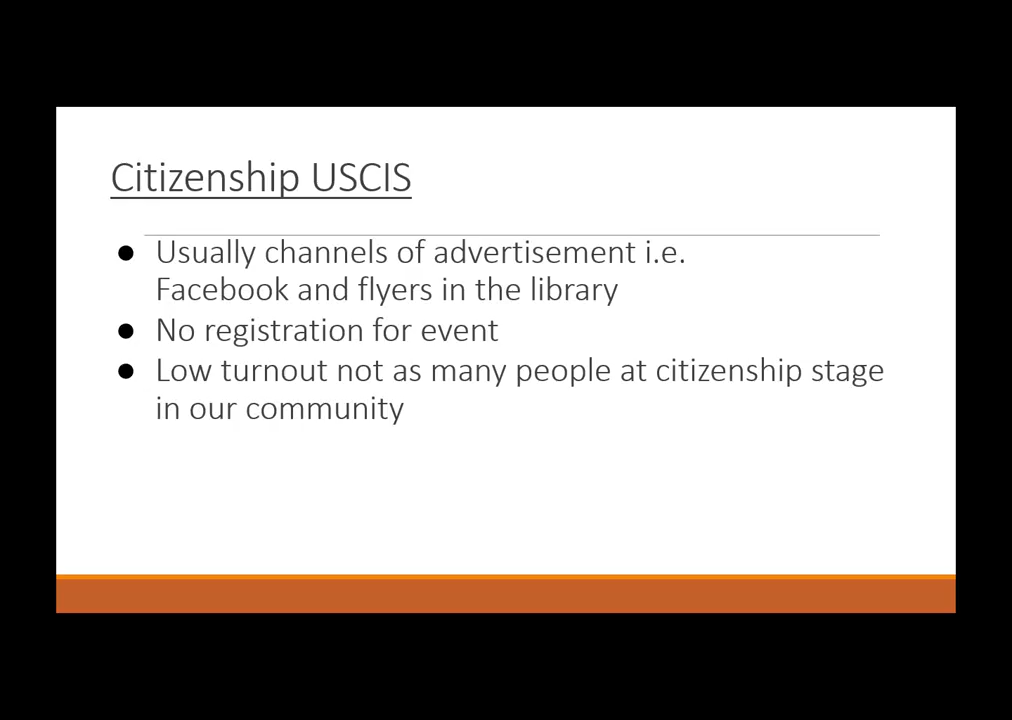 Citizenship USCIS
● Usually channels of advertisement i.e.
Facebook and flyers in the library
● No registration for event
● Low turnout not as many people at citizenship stage
in our community